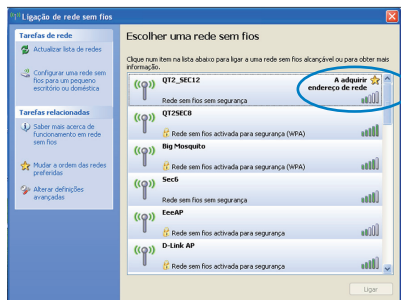 Ligação de rede sem fios
Tarefas de rede
Actualizar lista de redes
Configurar uma rede sem
fios para um pequeno
escritório ou doméstica
Tarefas relacionadas
Saber mais acerca de
funcionamento em rede
sem fios
Mudar a ordem das redes
preferidas
Alterar definições
avançadas
Escolher uma rede sem fios
Clique num item na lista abaixo para ligar a uma rede sem fios alcançável ou para obter mais
informação.
QT2_SEC12
A adquirir
endereço de rede
Rede sem fios sem segurança
QT2SEC8
Rede sem fios activada para segurança (WPA)
Big Mosquito
Rede sem fios activada para segurança (WPA)
Sec6
Rede sem fios sem segurança
EeeAP
Rede sem fios activada para segurança (WPA)
D-Link AP
Rede sem fios activada para segurança (WPA)
Ligar